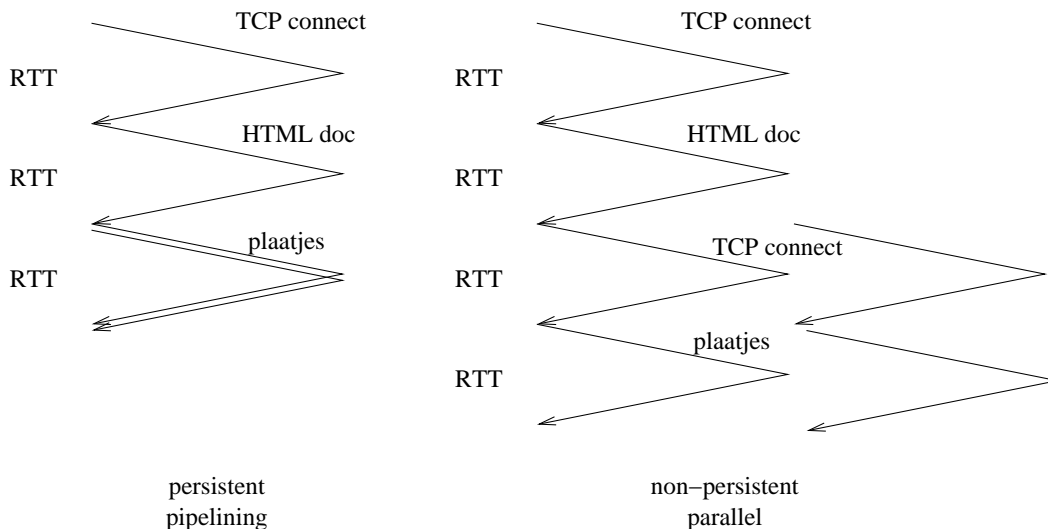 TCP connect
RTT
HTML doc
RTT
plaatjes
RTT
persistent
pipelining
TCP connect
RTT
HTML doc
RTT
TCP connect
RTT
plaatjes
RTT
non−persistent
parallel